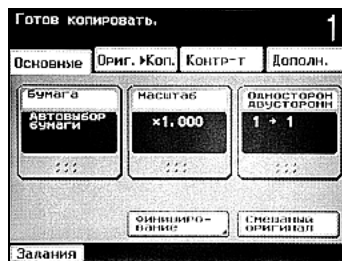 Готов копировать.
1
Основные
Ориг.▸Коп.
Контр-т
Дополн.
Бумага
Автовыбор
бумаги
Масштаб
×1.000
Односторон
Двусторонн
1 → 1
Финиширо-
вание
Смешаный
оригинал
Задания